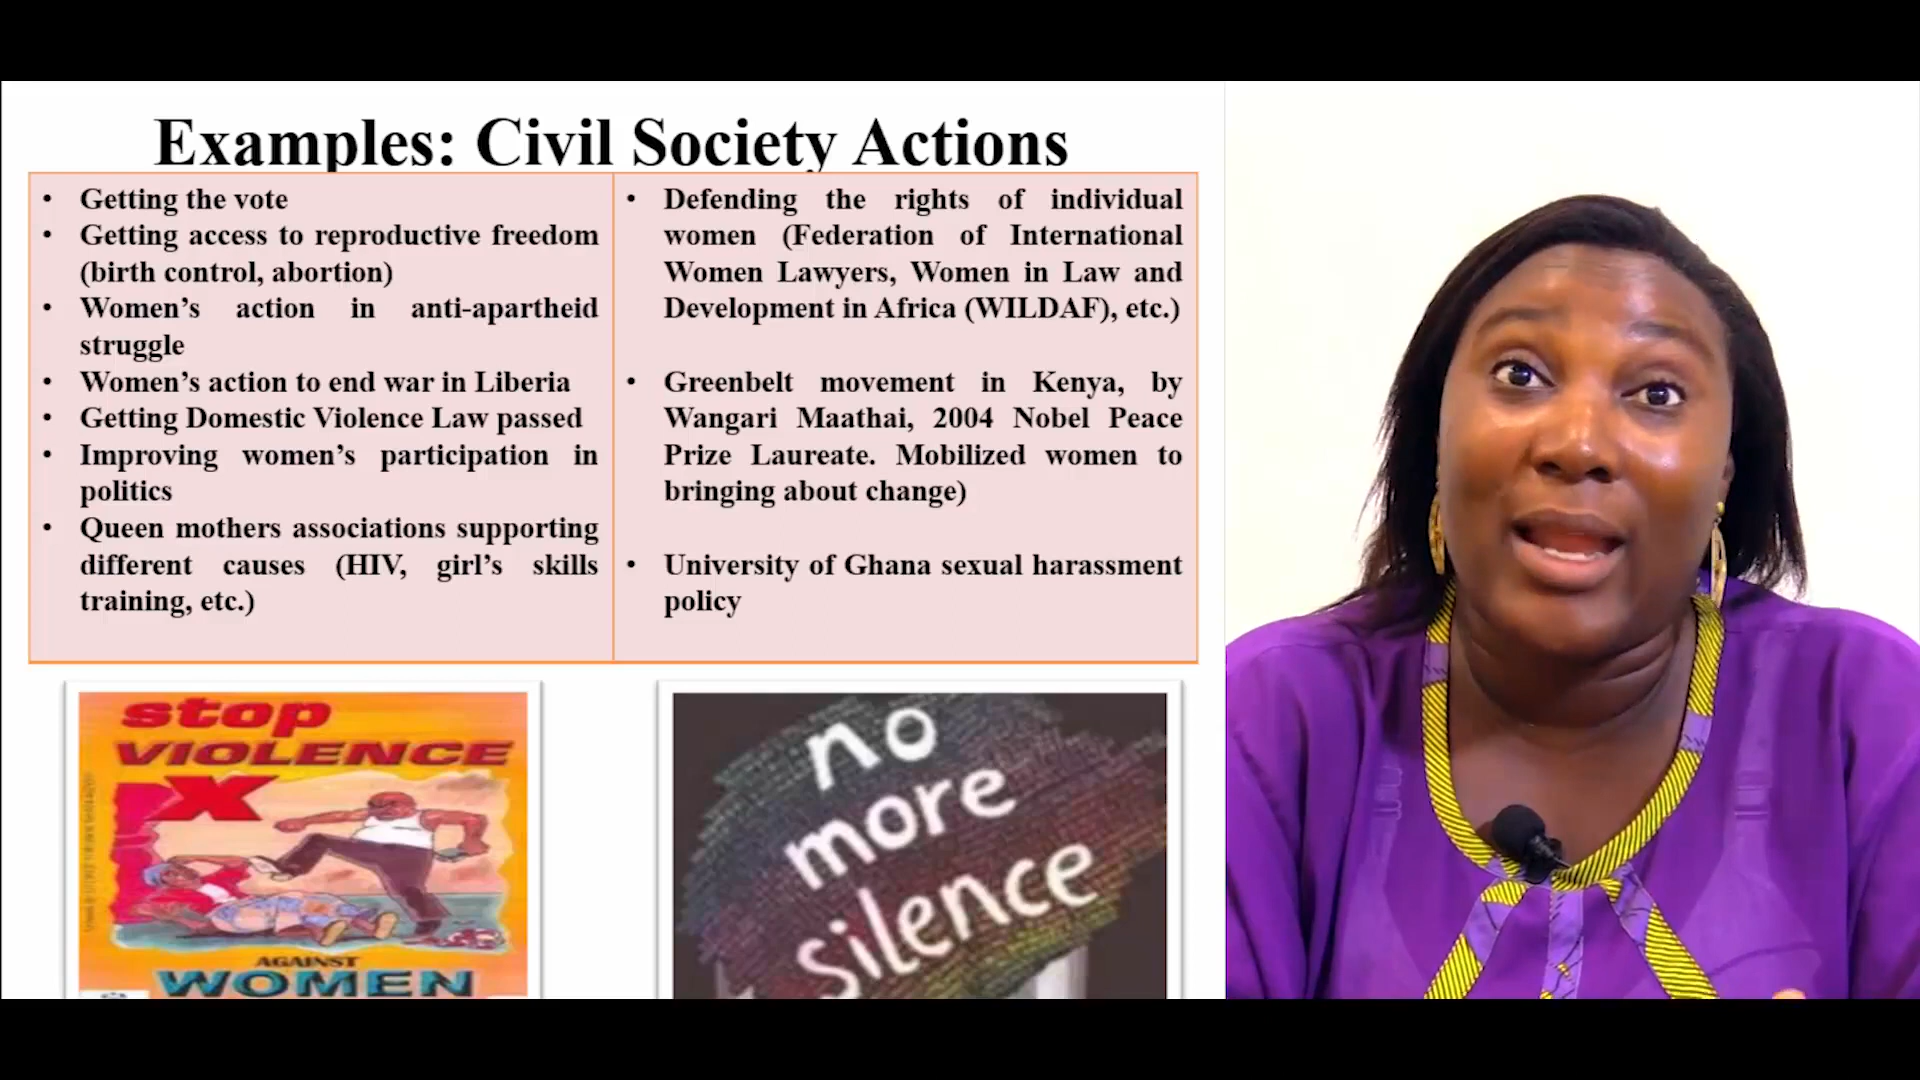 Examples: Civil Society Actions
• Getting the vote
• Getting access to reproductive freedom
(birth control, abortion)
• Women’s action in anti-apartheid
struggle
• Women’s action to end war in Liberia
• Getting Domestic Violence Law passed
• Improving women’s participation in
politics
• Queen mothers associations supporting
different causes (HIV, girl’s skills
training, etc.)
• Defending the rights of individual
women (Federation of International
Women Lawyers, Women in Law and
Development in Africa (WILDAF), etc.)
• Greenbelt movement in Kenya, by
Wangari Maathai, 2004 Nobel Peace
Prize Laureate. Mobilized women to
bringing about change)
• University of Ghana sexual harassment
policy
stop
VIOLENCE
X
AGAINST
WOMEN
no
more
silence